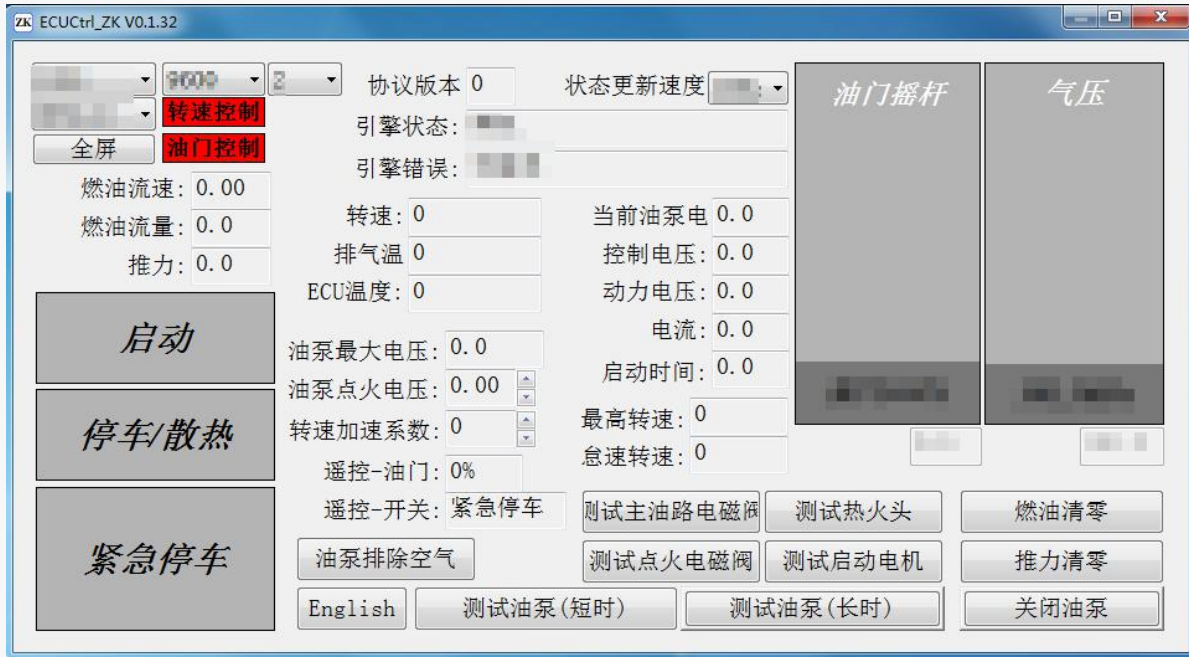 ZK ECUCtrl_ZK V0.1.32
协议版本 0
状态更新速度
转速控制
全屏
油门控制
引擎状态:
引擎错误:
燃油流速: 0.00
燃油流量: 0.0
推力: 0.0
转速: 0
排气温 0
ECU温度: 0
当前油泵电 0.0
控制电压: 0.0
动力电压: 0.0
电流: 0.0
启动时间: 0.0
油门摇杆
气压
启动
停车/散热
紧急停车
油泵最大电压: 0.0
油泵点火电压: 0.00
转速加速系数: 0
遥控-油门: 0%
遥控-开关: 紧急停车
最高转速: 0
怠速转速: 0
测试主油路电磁阀
测试热火头
燃油清零
油泵排除空气
测试点火电磁阀
测试启动电机
推力清零
English
测试油泵(短时)
测试油泵(长时)
关闭油泵